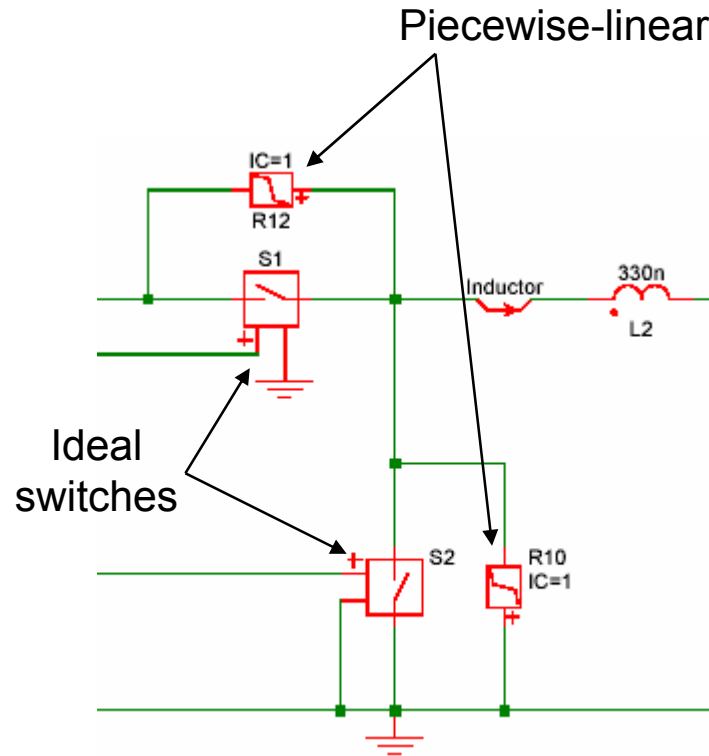 Piecewise-linear
IC=1
R12
S1
Inductor
330n
L2
Ideal
switches
S2
R10
IC=1